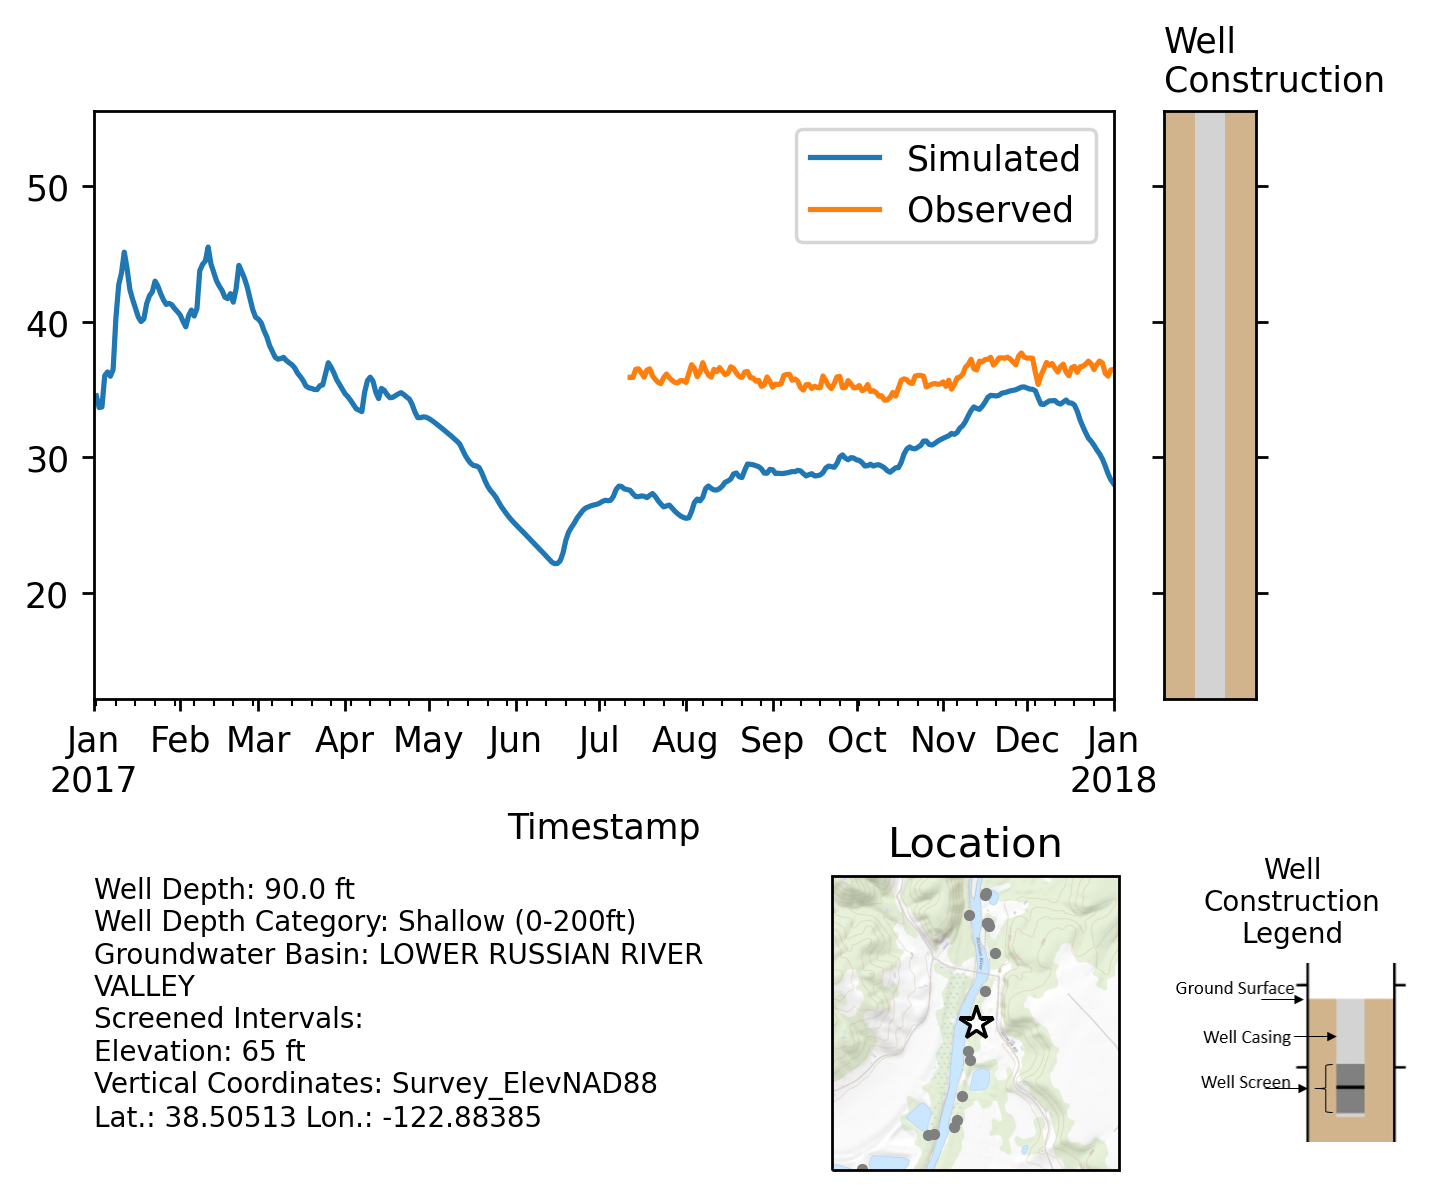 Well
Construction
50
40
30
20
Simulated
Observed
Jan Feb Mar Apr May Jun Jul Aug Sep Oct Nov Dec Jan
2017 2018
Timestamp
Well Depth: 90.0 ft
Well Depth Category: Shallow (0-200ft)
Groundwater Basin: LOWER RUSSIAN RIVER
VALLEY
Screened Intervals:
Elevation: 65 ft
Vertical Coordinates: Survey_ElevNAD88
Lat.: 38.50513 Lon.: -122.88385
Location
Well
Construction
Legend
Ground Surface
Well Casing
Well Screen